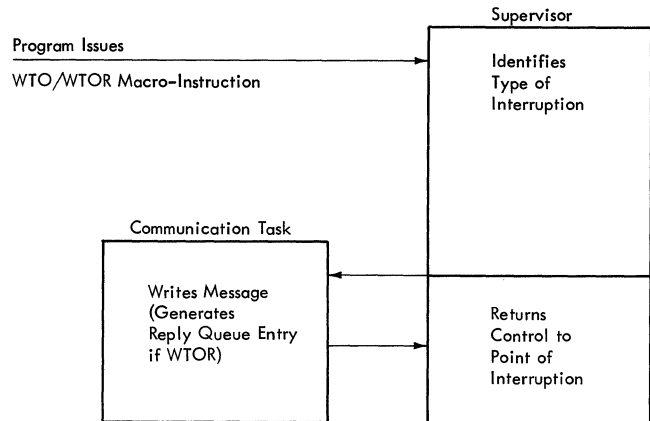 Supervisor
Program Issues
WTO/WTOR Macro-Instruction
Identifies
Type of
Interruption
Communication Task
Writes Message
(Generates
Reply Queue Entry
if WTOR)
Returns
Control to
Point of
Interruption